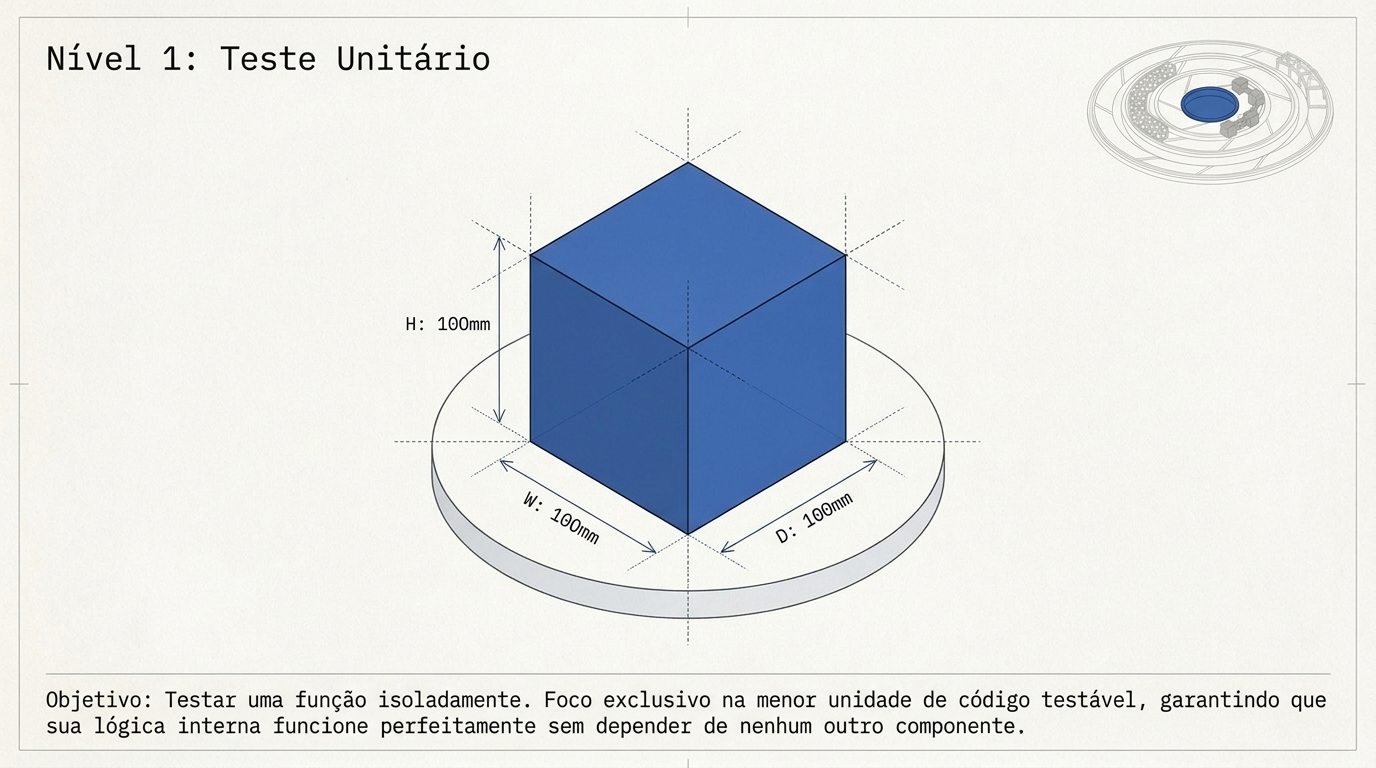 Nível 1: Teste Unitário
H: 100mm
W: 100mm
D: 100mm
Objetivo: Testar uma função isoladamente. Foco exclusivo na menor unidade de código testável, garantindo que
sua lógica interna funcione perfeitamente sem depender de nenhum outro componente.